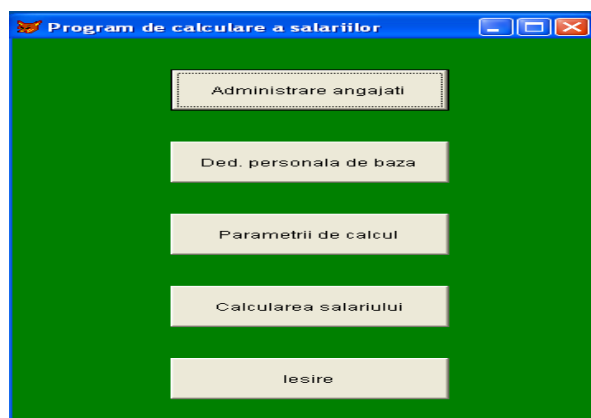 Program de calculare a salariilor
Administrare angajati
Ded. personala de baza
Parametrii de calcul
Calcularea salariului
Iesire